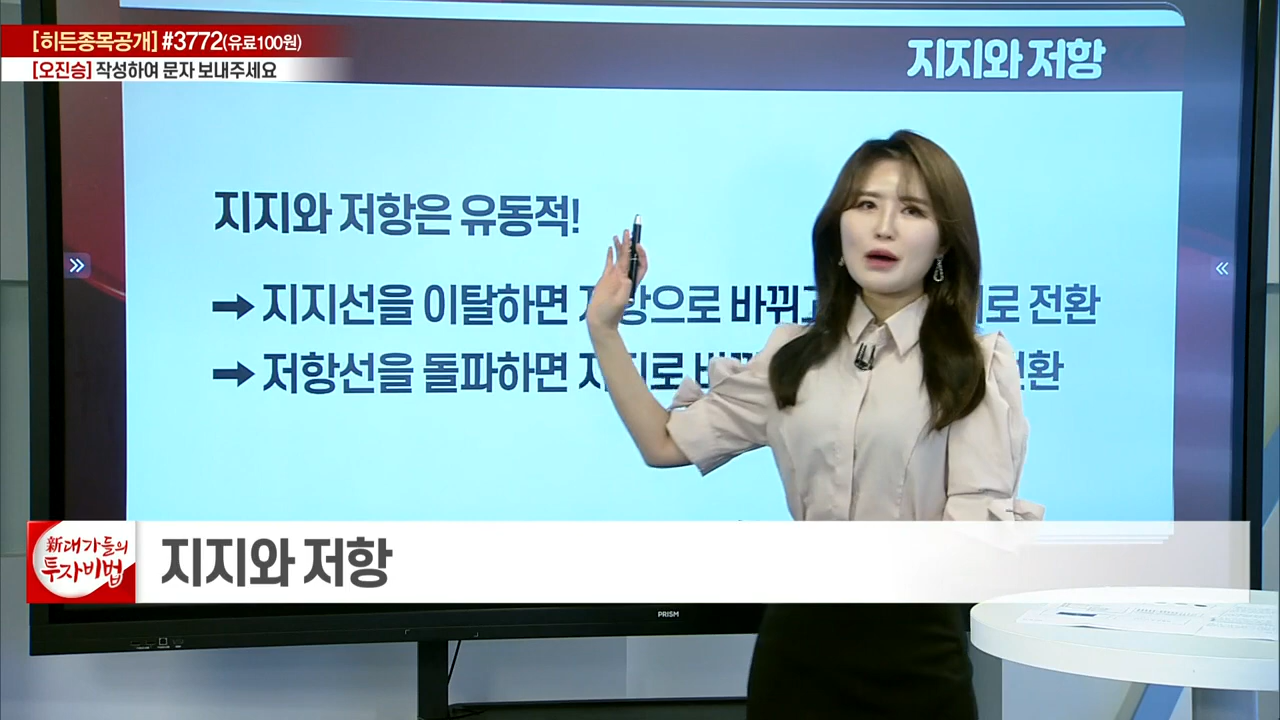 [히든종목공개] #3772(유료100원)
[오진승] 작성하여 문자 보내주세요
지지와 저항
지지와 저항은 유동적!
➡ 지지선을 이탈하면 저항으로 바뀌고 전환
➡ 저항선을 돌파하면 지지로 전환
新대가들의
투자비법
지지와 저항
PRISM